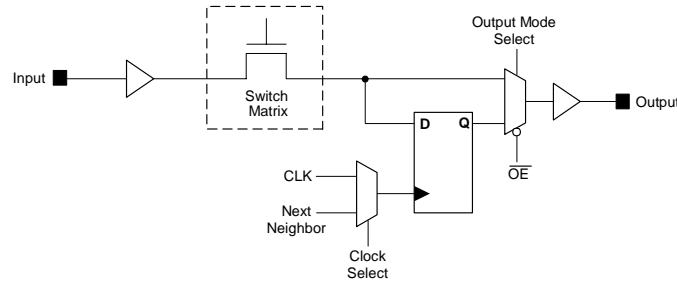 Output Mode
Select
Input
Switch
Matrix
Output
D
Q
CLK
OE
Next
Neighbor
Clock
Select